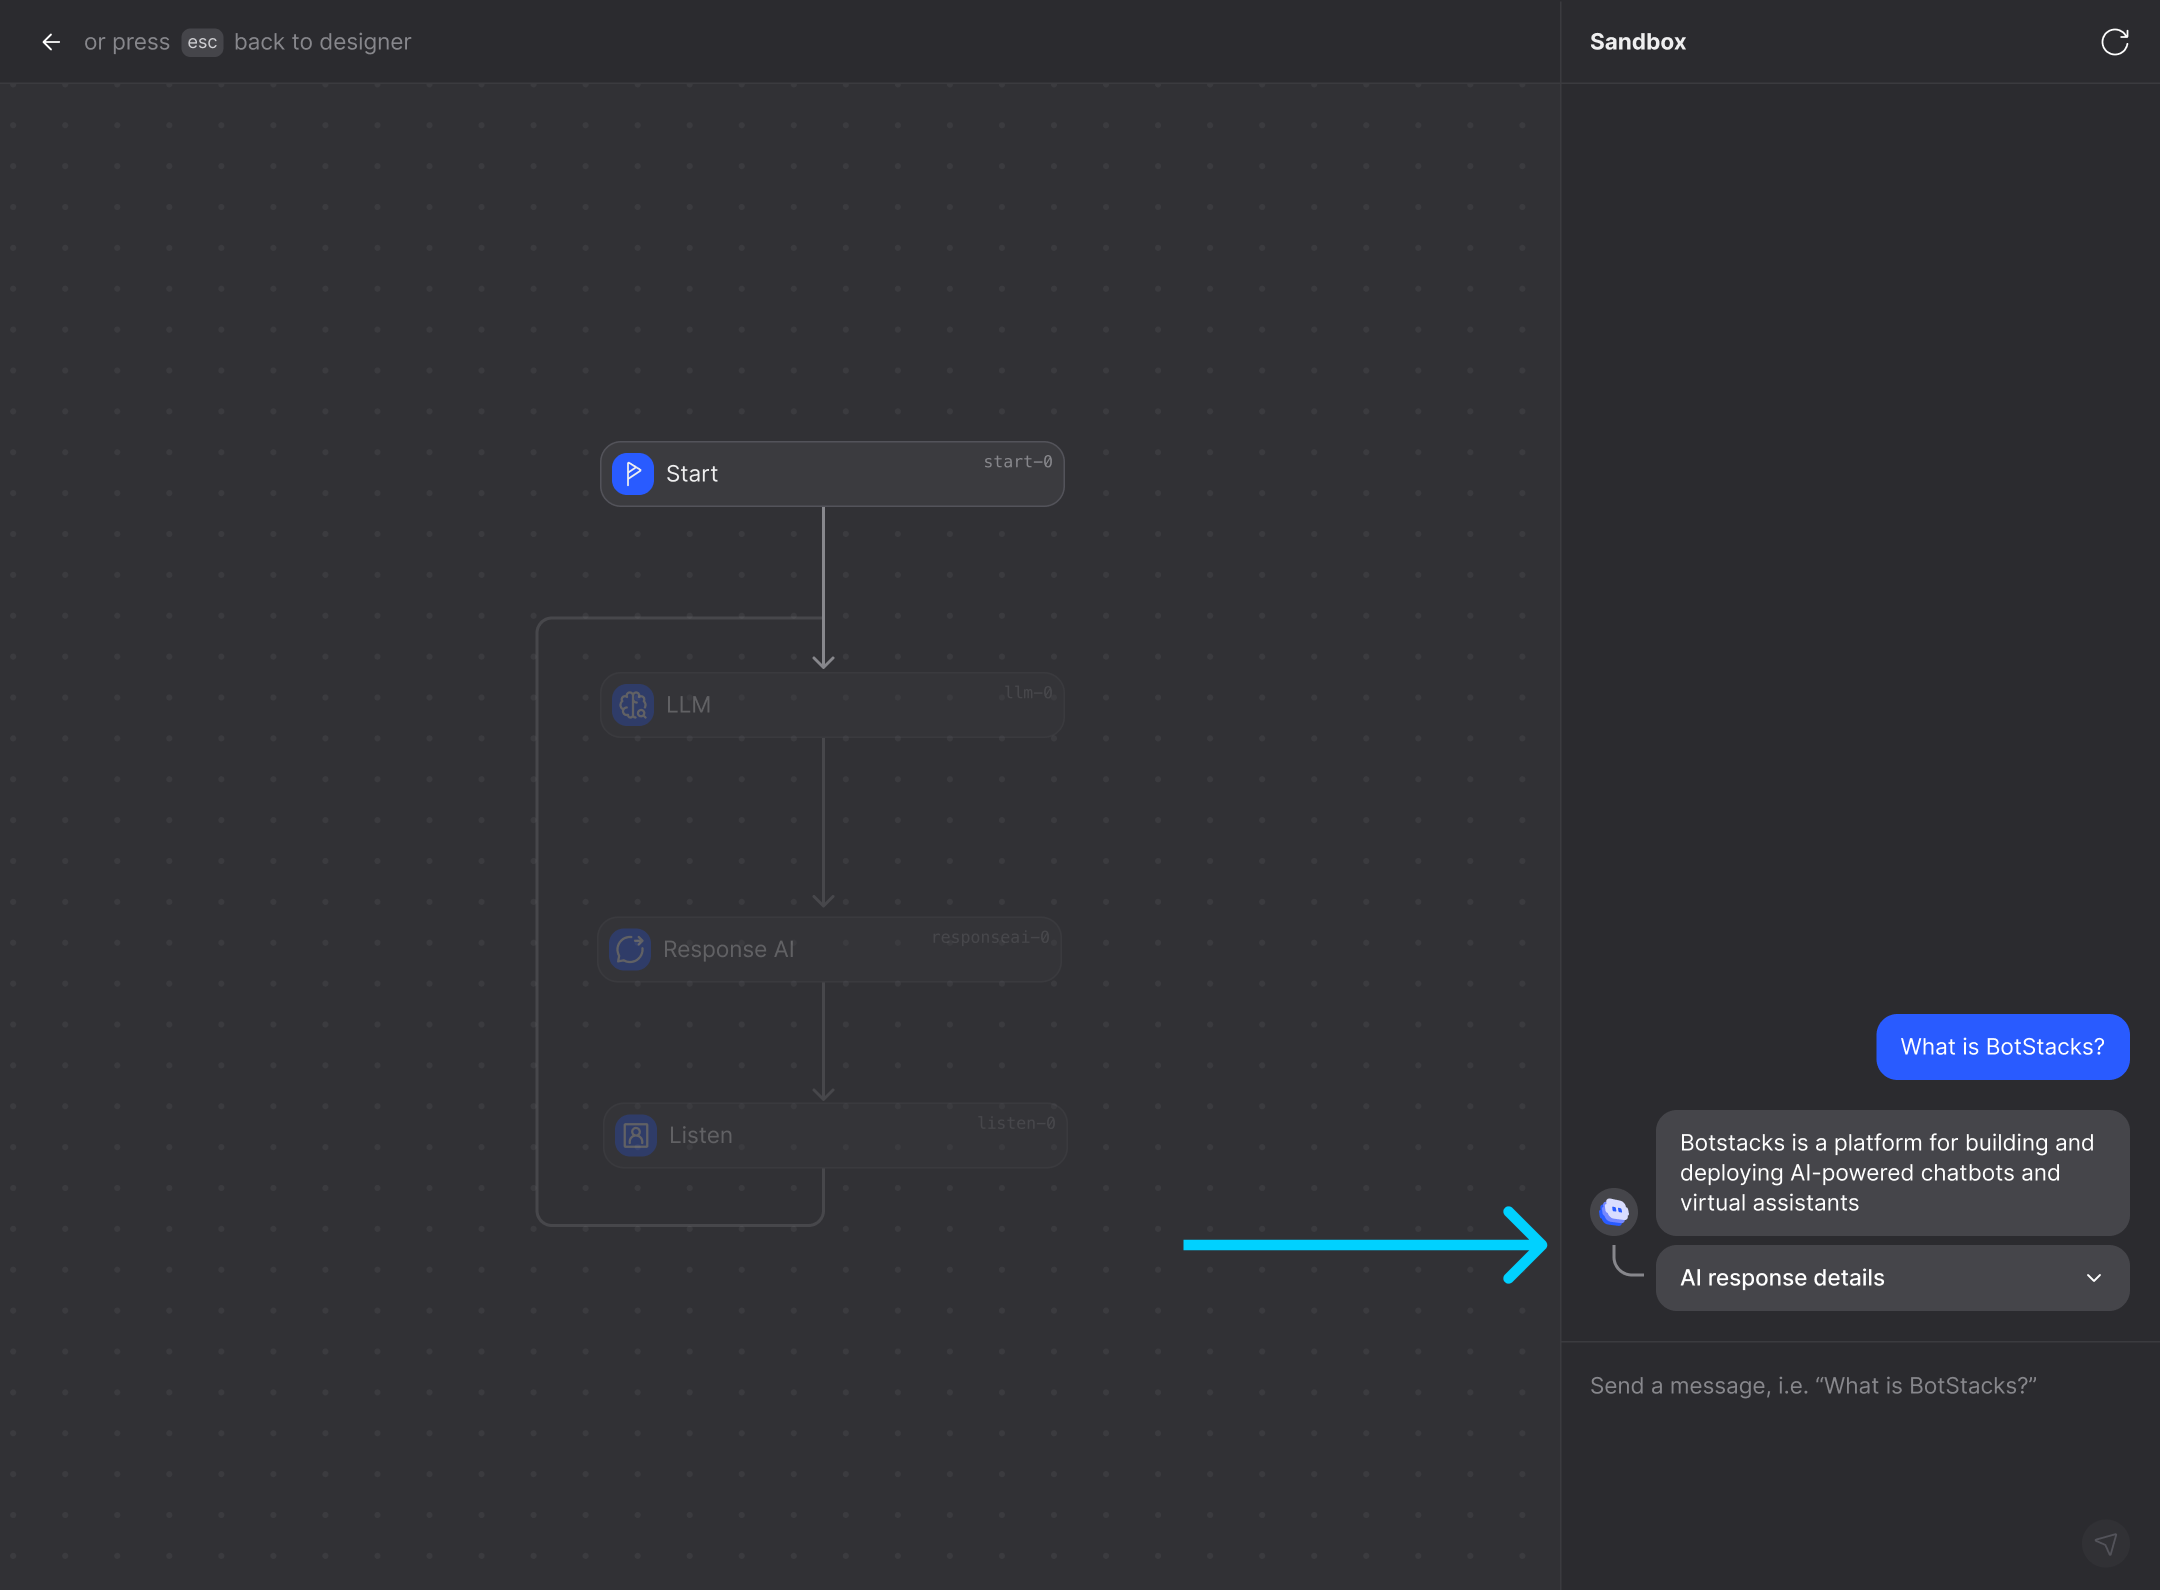 or press esc back to designer
Sandbox
Start
start-0
LLM
llm-0
Response AI
responseai-0
Listen
listen-0
What is BotStacks?
Botstacks is a platform for building and
deploying AI-powered chatbots and
virtual assistants
AI response details
Send a message, i.e. “What is BotStacks?”